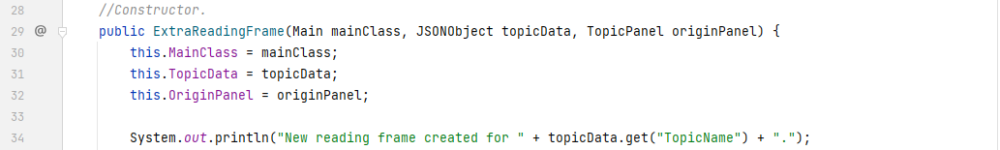 28 //Constructor.
29 @ public ExtraReadingFrame(Main mainClass, JSONObject topicData, TopicPanel originPanel) {
30 this.MainClass = mainClass;
31 this.TopicData = topicData;
32 this.OriginPanel = originPanel;
33
34 System.out.println("New reading frame created for " + topicData.get("TopicName") + ".");